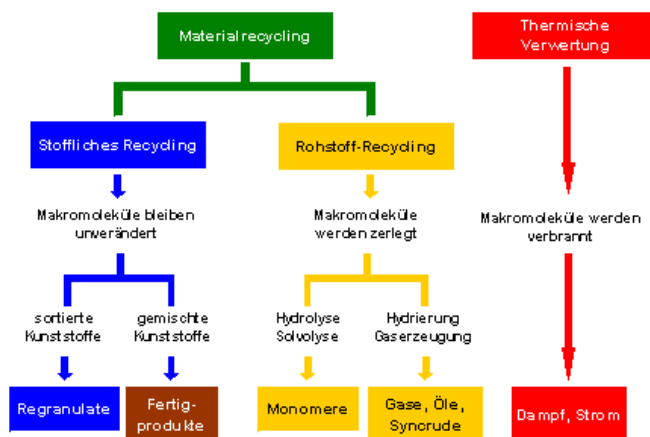 Materialrecycling
Thermische
Verwertung
Stoffliches Recycling
Rohstoff-Recycling
Makromoleküle bleiben
unverändert
Makromoleküle
werden zerlegt
Makromoleküle werden
verbrannt
sortierte
Kunststoffe
gemischte
Kunststoffe
Hydrolyse
Solvolyse
Hydrierung
Gaserzeugung
Regranulate
Fertig-
produkte
Monomere
Gase, Öle,
Syncrude
Dampf, Strom